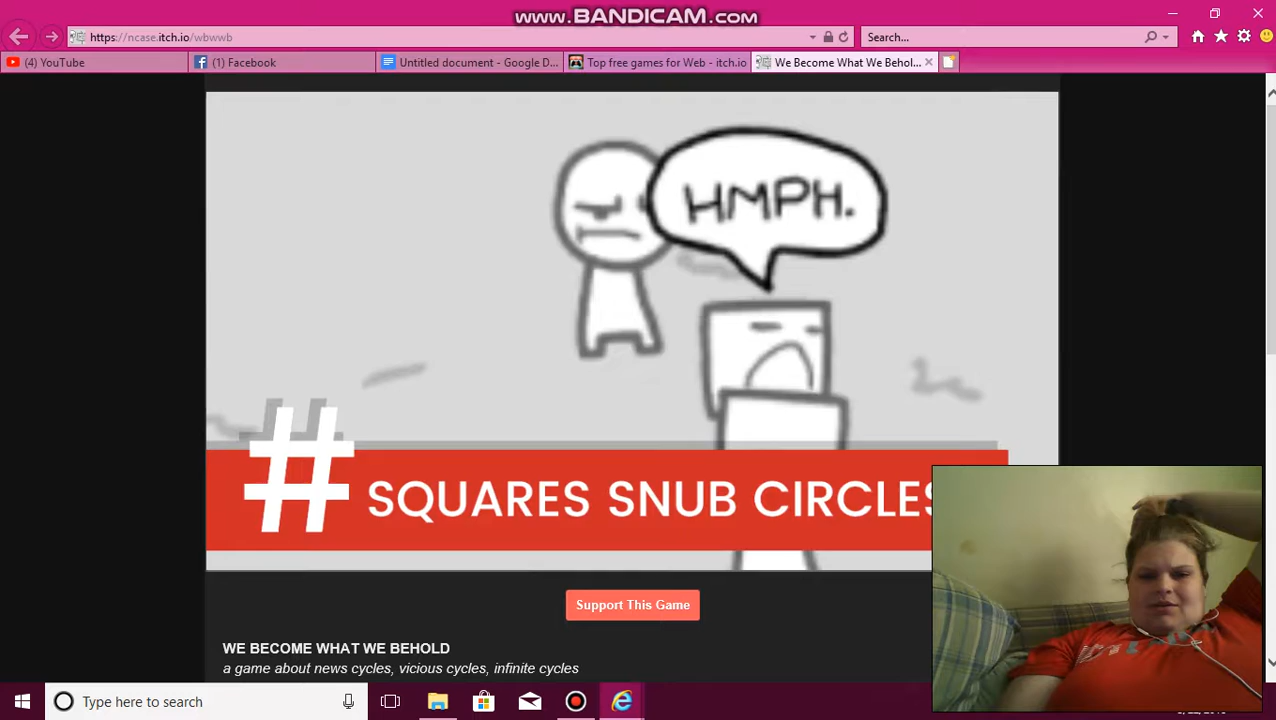 www.BANDICAM.com
https://ncase.itch.io/wbwwb
Search...
(4) YouTube
(1) Facebook
Untitled document - Google D...
Top free games for Web - itch.io
We Become What We Behol...
HMPH.
# SQUARES SNUB CIRCLES
Support This Game
WE BECOME WHAT WE BEHOLD
a game about news cycles, vicious cycles, infinite cycles
Type here to search